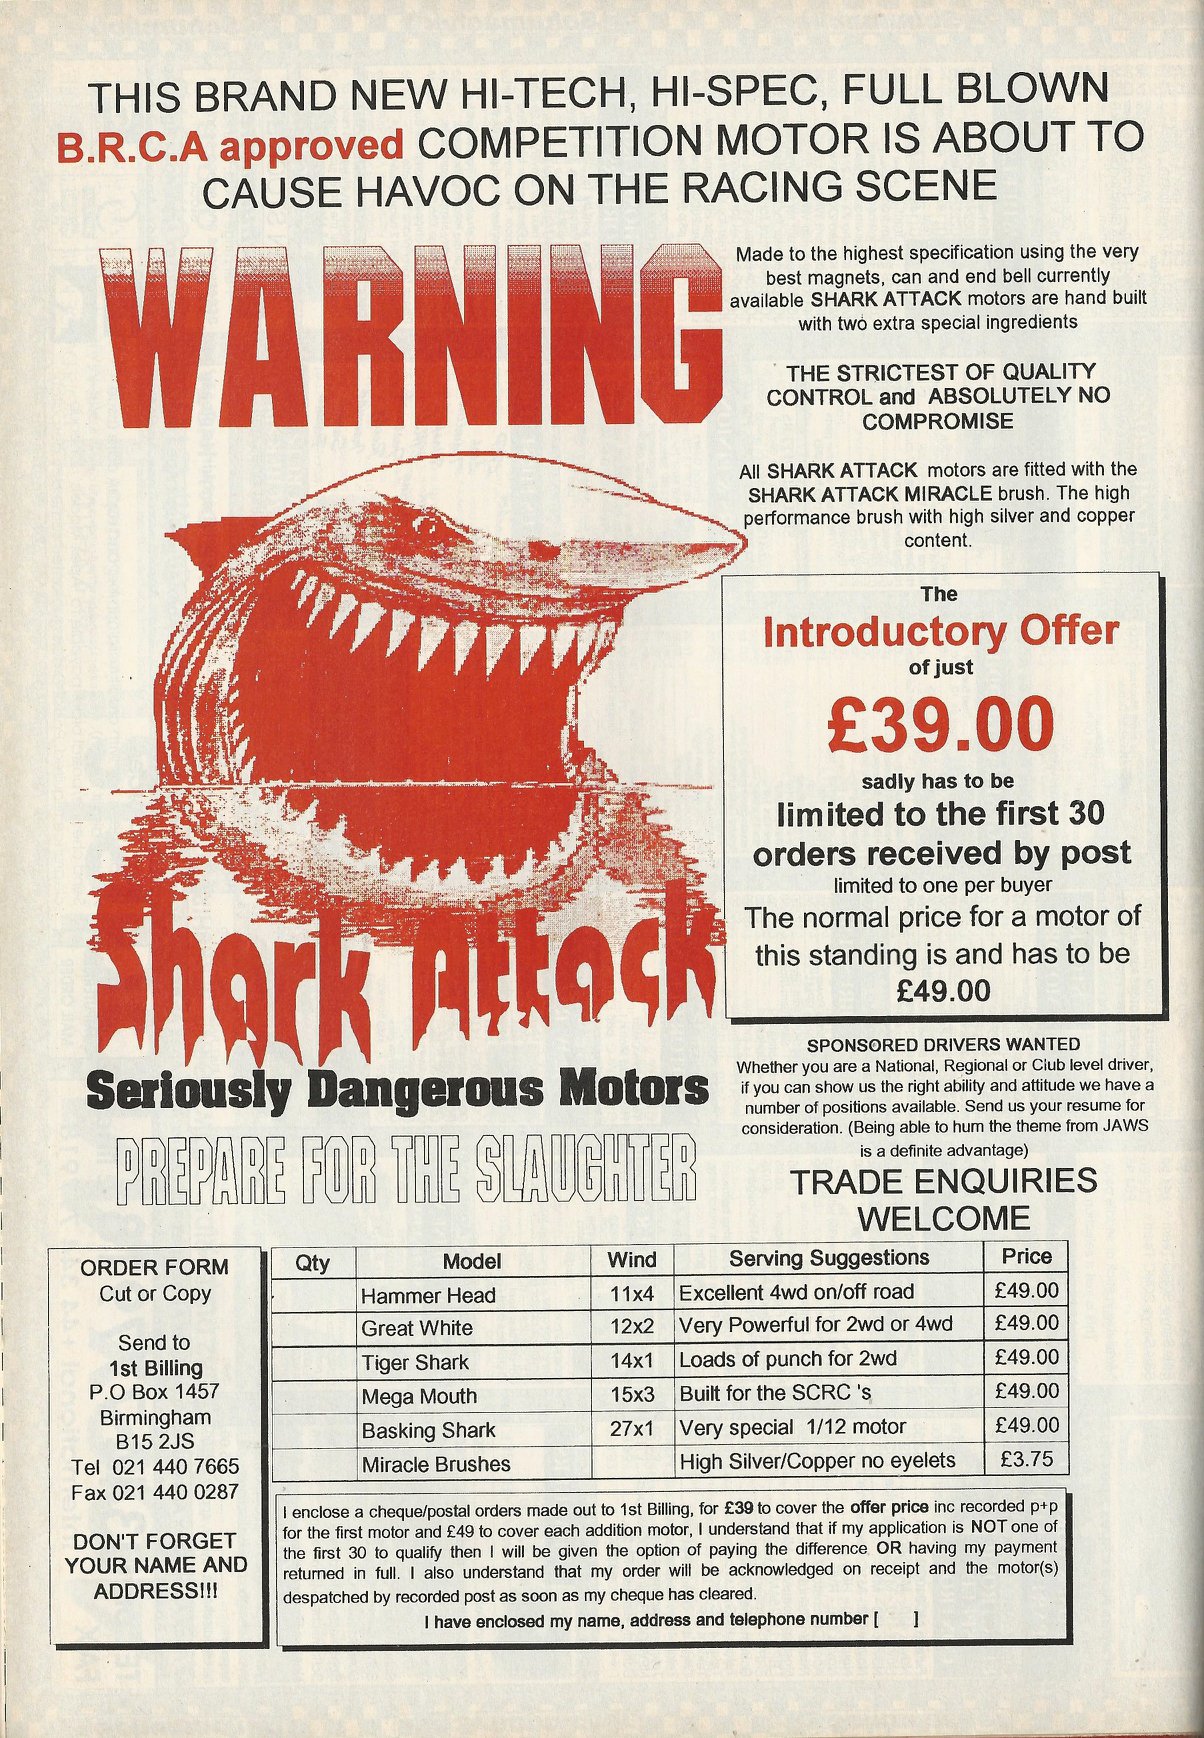 THIS BRAND NEW HI-TECH, HI-SPEC, FULL BLOWN
B.R.C.A approved COMPETITION MOTOR IS ABOUT TO
CAUSE HAVOC ON THE RACING SCENE
WARNING
Made to the highest specification using the very
best magnets, can and end bell currently
available SHARK ATTACK motors are hand built
with two extra special ingredients
THE STRICTEST OF QUALITY
CONTROL and ABSOLUTELY NO
COMPROMISE
All SHARK ATTACK motors are fitted with the
SHARK ATTACK MIRACLE brush. The high
performance brush with high silver and copper
content.
The
Introductory Offer
of just
£39.00
sadly has to be
limited to the first 30
orders received by post
limited to one per buyer
The normal price for a motor of
this standing is and has to be
£49.00
Shark Attack
Seriously Dangerous Motors
PREPARE FOR THE SLAUGHTER
SPONSORED DRIVERS WANTED
Whether you are a National, Regional or Club level driver,
if you can show us the right ability and attitude we have a
number of positions available. Send us your resume for
consideration. (Being able to hum the theme from JAWS
is a definite advantage)
TRADE ENQUIRIES
WELCOME
ORDER FORM
Cut or Copy
Send to
1st Billing
P.O Box 1457
Birmingham
B15 2JS
Tel 021 440 7665
Fax 021 440 0287
DON'T FORGET
YOUR NAME AND
ADDRESS!!!
Qty Model Wind Serving Suggestions Price
Hammer Head 11x4 Excellent 4wd on/off road £49.00
Great White 12x2 Very Powerful for 2wd or 4wd £49.00
Tiger Shark 14x1 Loads of punch for 2wd £49.00
Mega Mouth 15x3 Built for the SCRC 's £49.00
Basking Shark 27x1 Very special 1/12 motor £49.00
Miracle Brushes High Silver/Copper no eyelets £3.75
I enclose a cheque/postal orders made out to 1st Billing, for £39 to cover the offer price inc recorded p+p
for the first motor and £49 to cover each addition motor, I understand that if my application is NOT one of
the first 30 to qualify then I will be given the option of paying the difference OR having my payment
returned in full. I also understand that my order will be acknowledged on receipt and the motor(s)
despatched by recorded post as soon as my cheque has cleared.
I have enclosed my name, address and telephone number [ ]